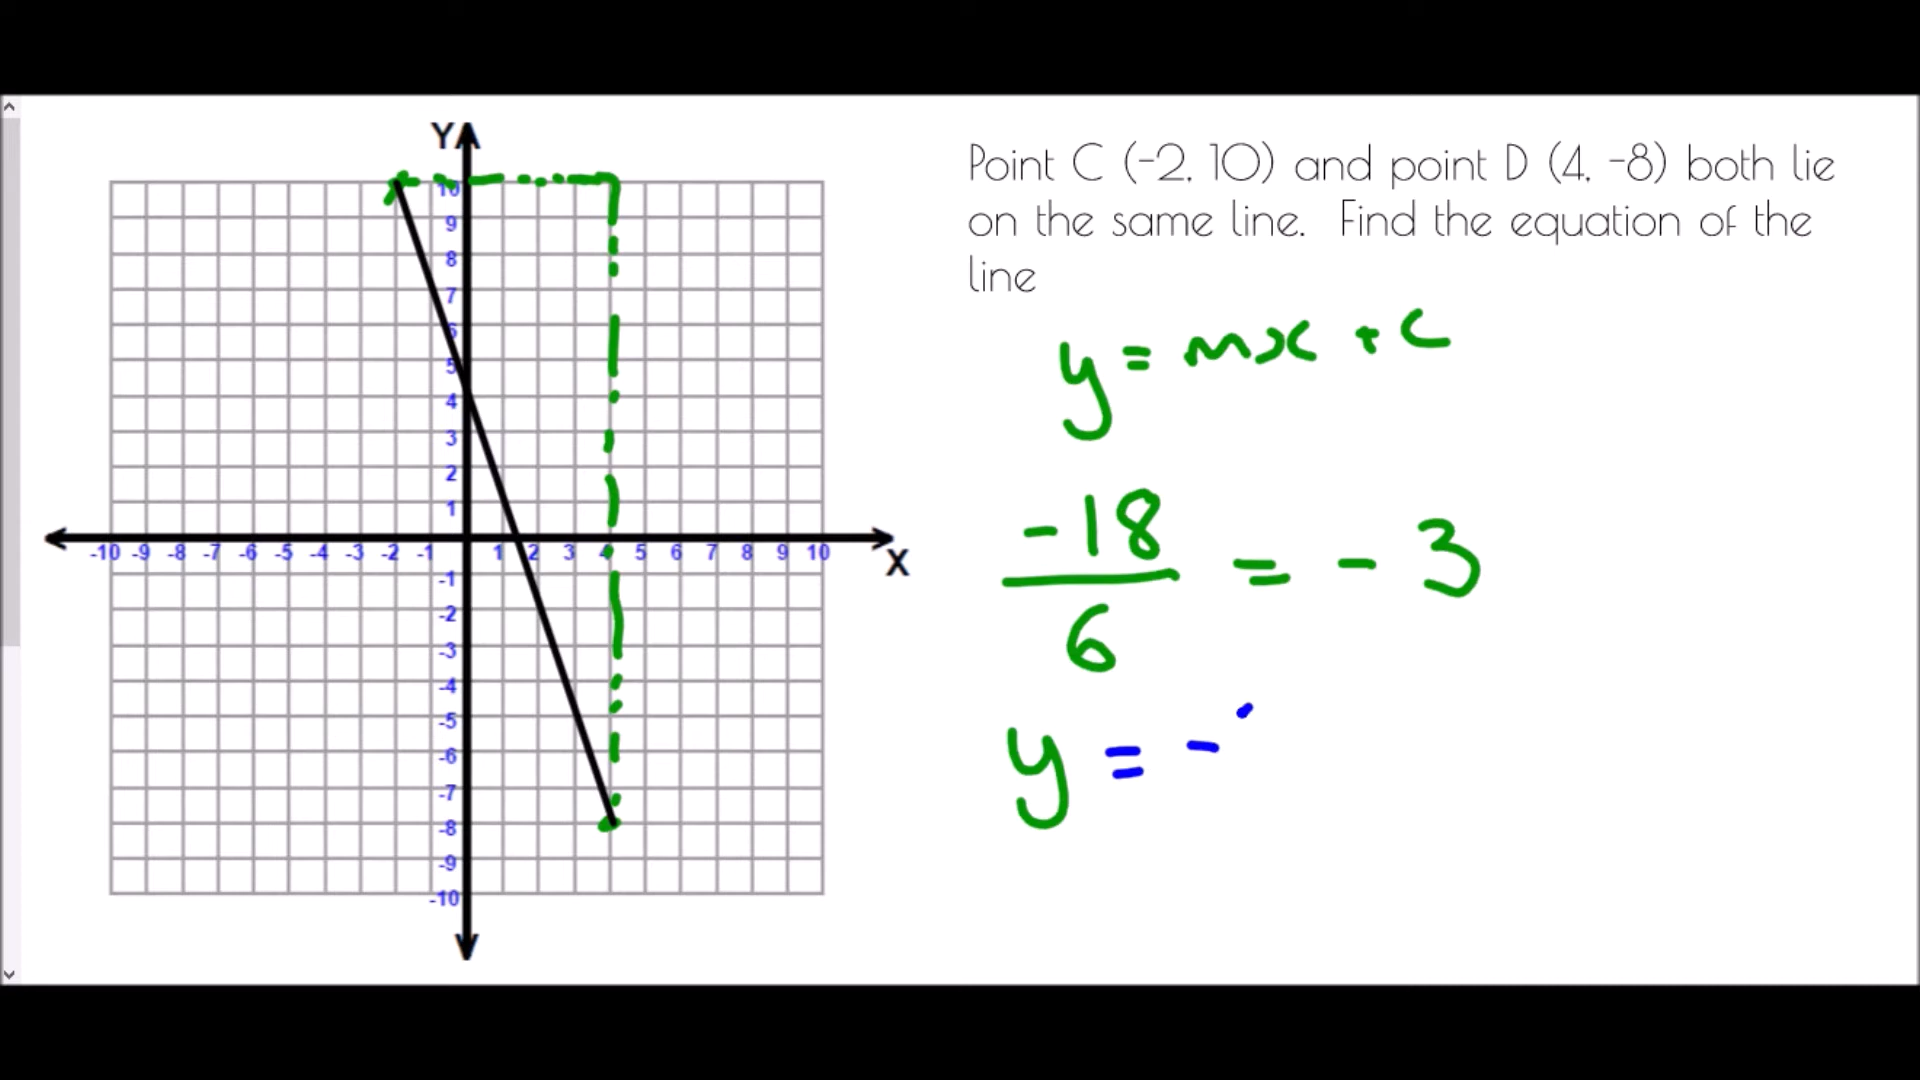 Y
Point C (-2, 10) and point D (4, -8) both lie
on the same line. Find the equation of the
line
y = mx + c
-18
6
= - 3
y = -
10
9
8
7
6
5
4
3
2
1
-10 -9 -8 -7 -6 -5 -4 -3 -2 -1 1 2 3 4 5 6 7 8 9 10
X
-1
-2
-3
-4
-5
-6
-7
-8
-9
-10